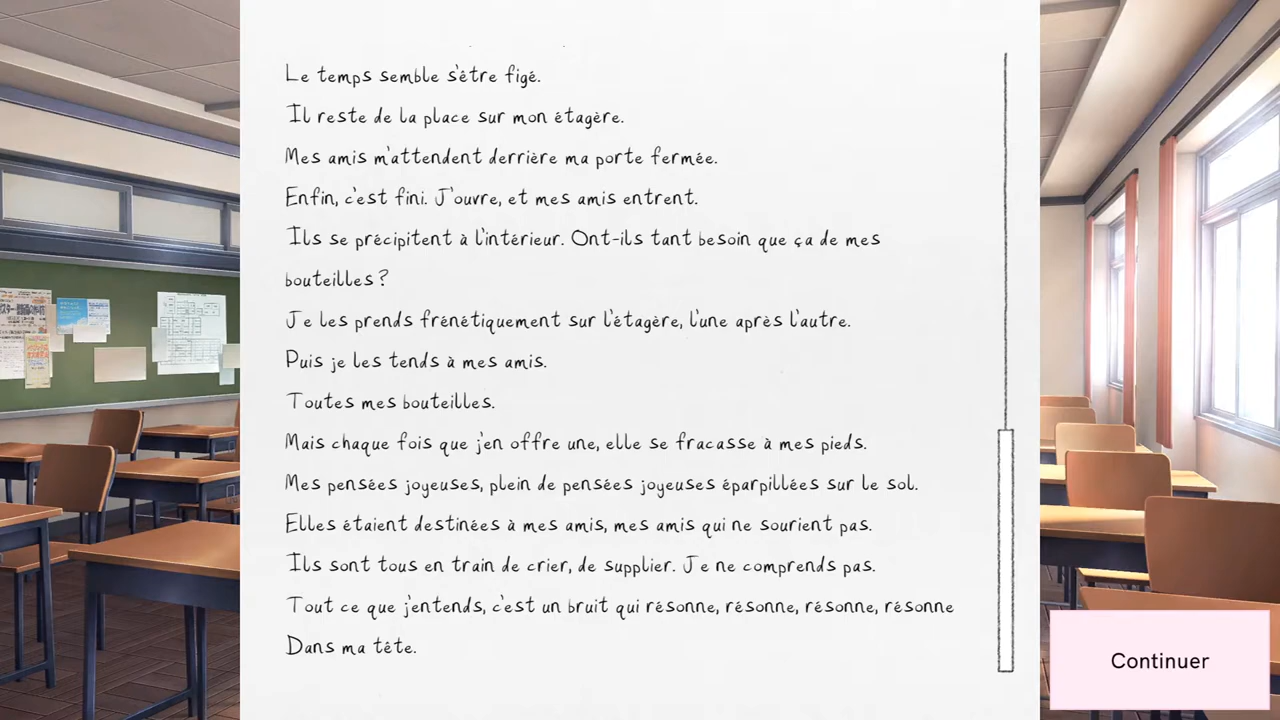 Le temps semble s'être figé.
Il reste de la place sur mon étagère.
Mes amis m'attendent derrière ma porte fermée.
Enfin, c'est fini. J'ouvre, et mes amis entrent.
Ils se précipitent à l'intérieur. Ont-ils tant besoin que ça de mes
bouteilles ?
Je les prends frénétiquement sur l'étagère, l'une après l'autre.
Puis je les tends à mes amis.
Toutes mes bouteilles.
Mais chaque fois que j'en offre une, elle se fracasse à mes pieds.
Mes pensées joyeuses, plein de pensées joyeuses éparpillées sur le sol.
Elles étaient destinées à mes amis, mes amis qui ne sourient pas.
Ils sont tous en train de crier, de supplier. Je ne comprends pas.
Tout ce que j'entends, c'est un bruit qui résonne, résonne, résonne, résonne
Dans ma tête.
Continuer